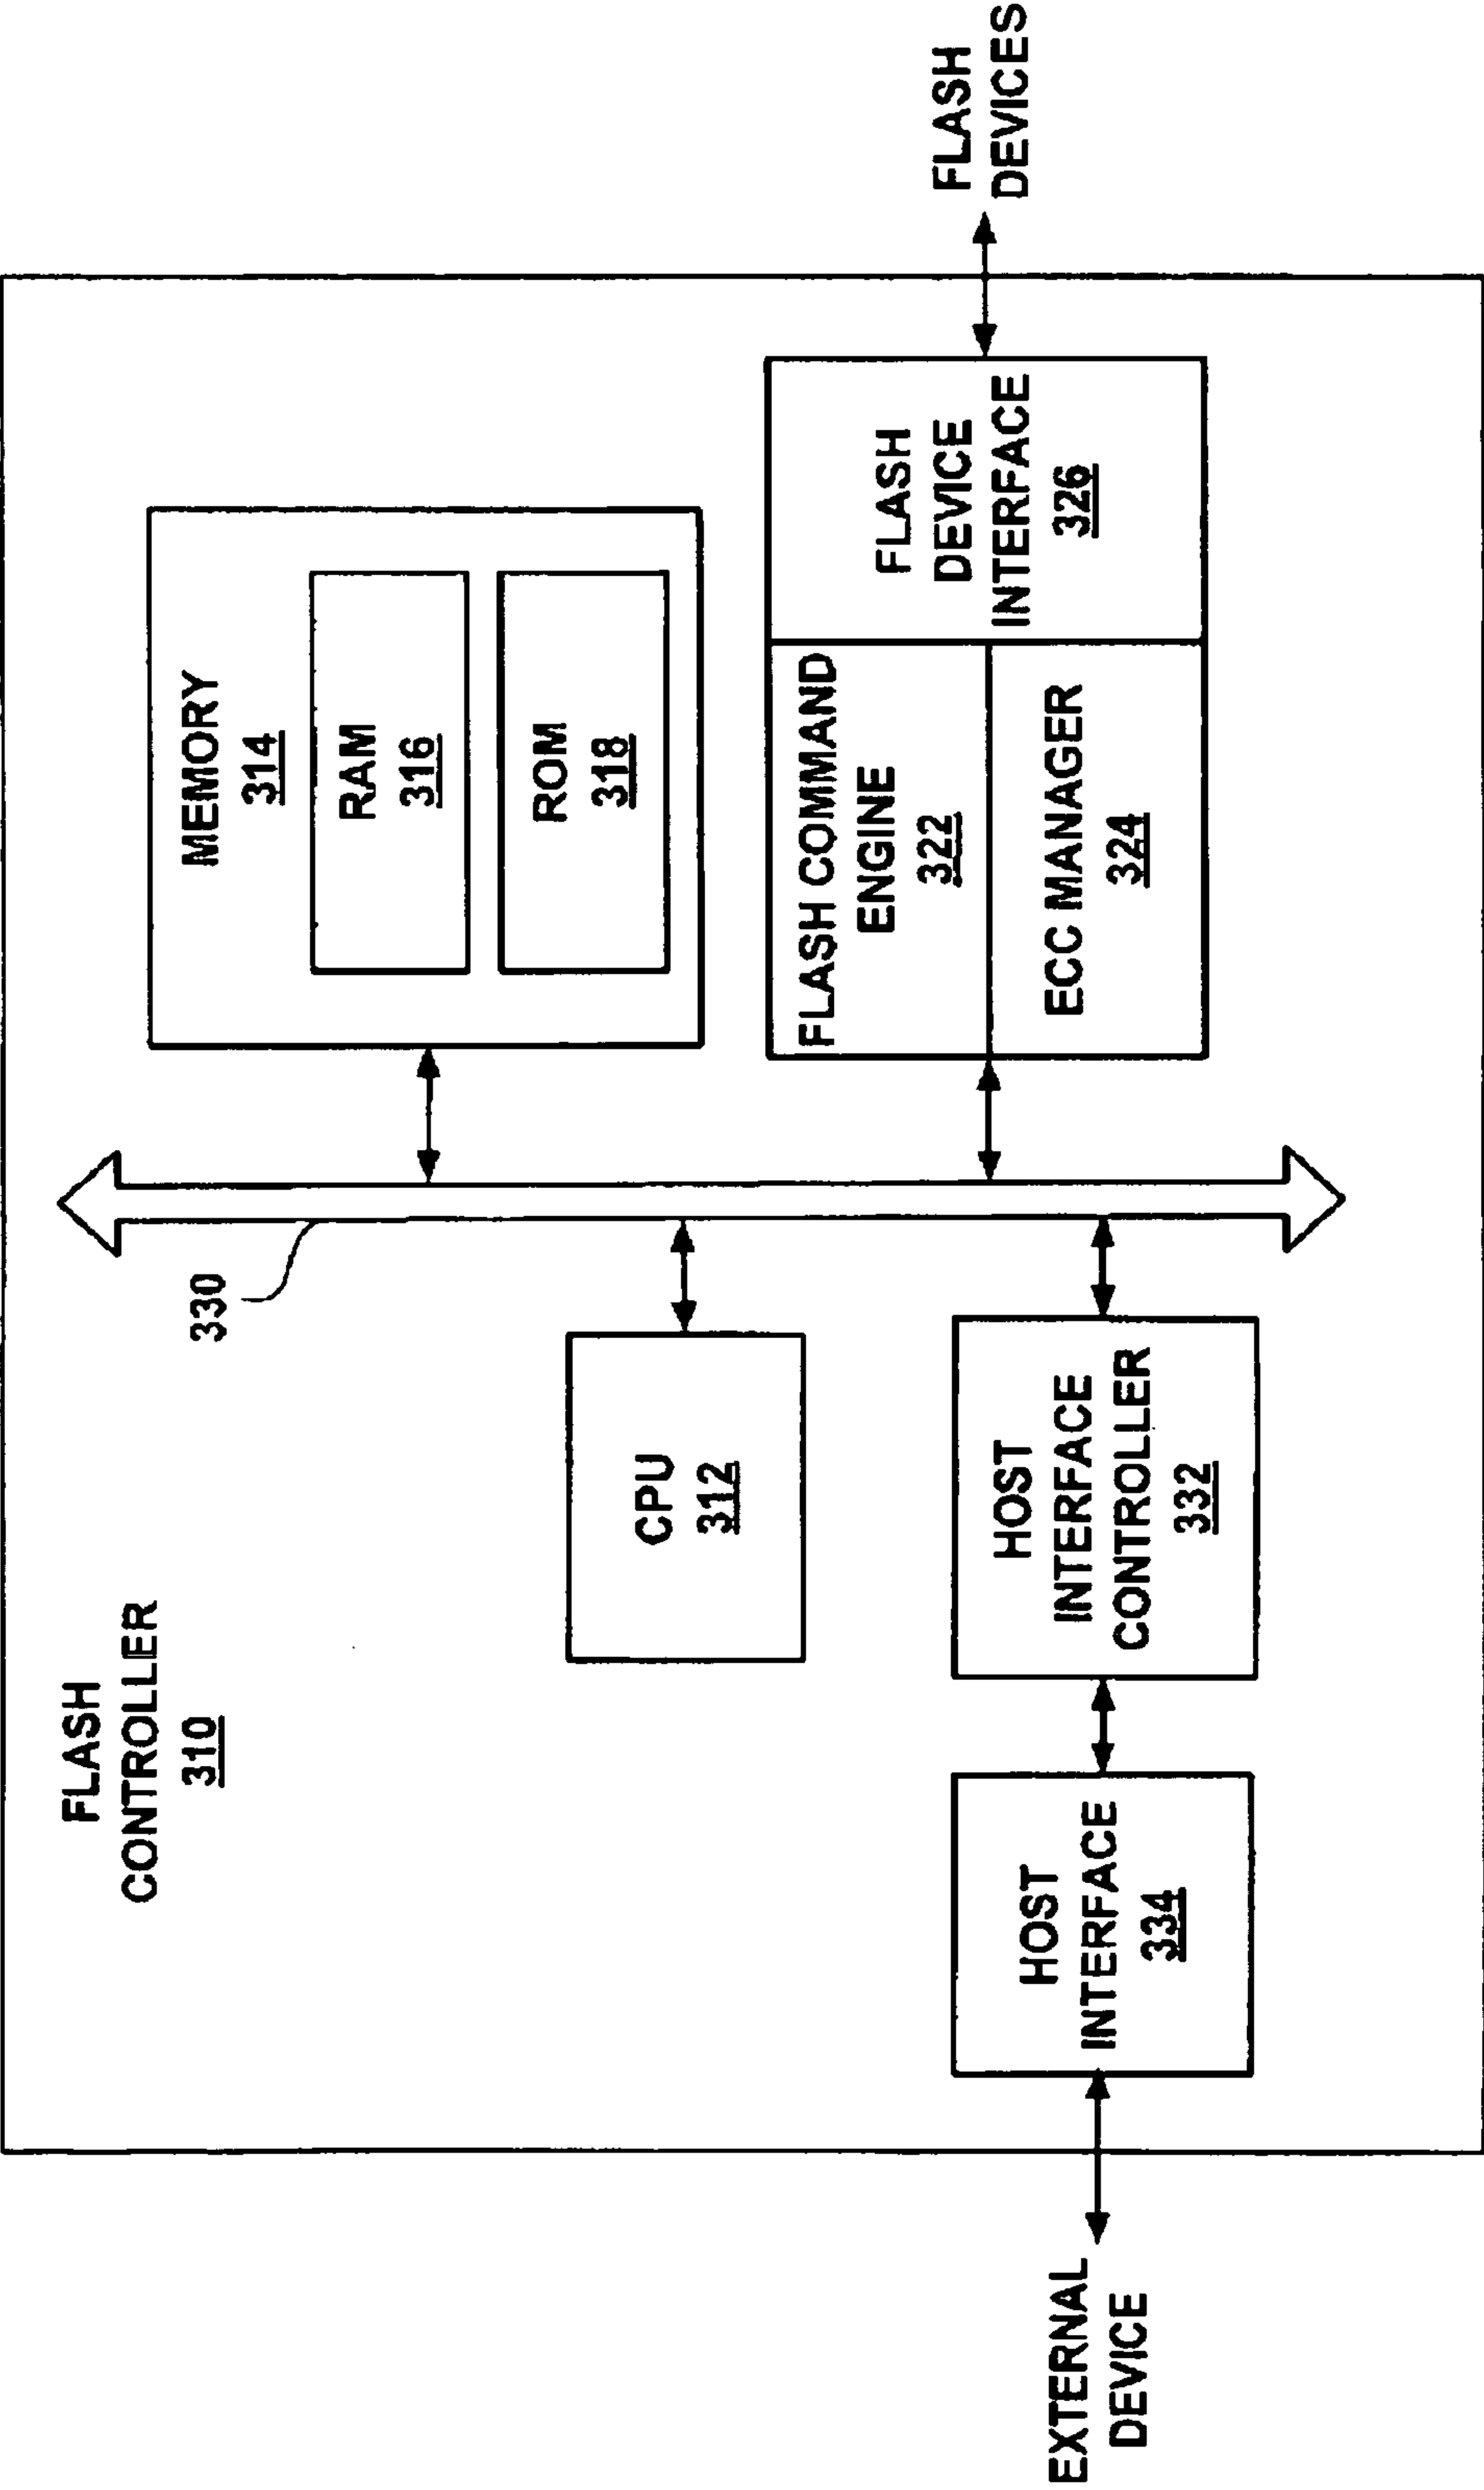 FLASH
CONTROLLER
310
330
MEMORY
314
RAM
316
ROM
318
CPU
312
FLASH COMMAND
ENGINE
322
FLASH
DEVICE
INTERFACE
326
ECC MANAGER
324
FLASH
DEVICES
HOST
INTERFACE
CONTROLLER
332
HOST
INTERFACE
334
EXTERNAL
DEVICE